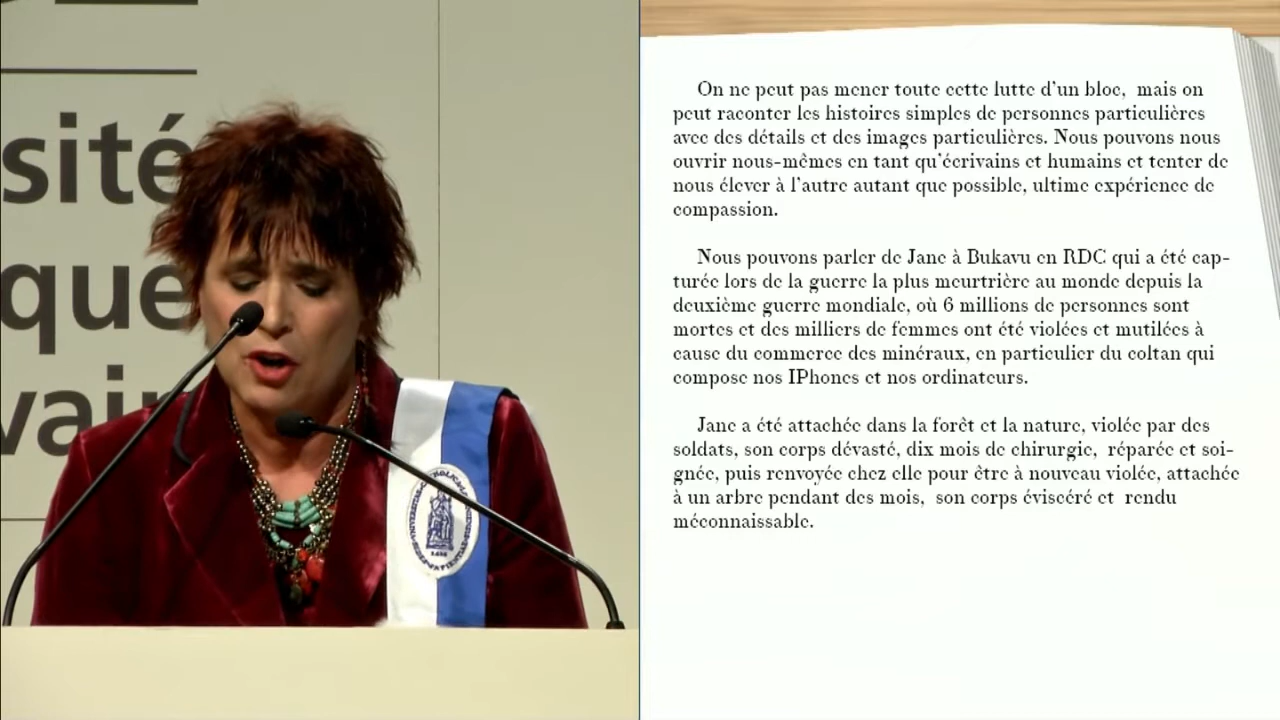 sité
que
vain
On ne peut pas mener toute cette lutte d'un bloc, mais on
peut raconter les histoires simples de personnes particulières
avec des détails et des images particulières. Nous pouvons nous
ouvrir nous-mêmes en tant qu'écrivains et humains et tenter de
nous élever à l'autre autant que possible, ultime expérience de
compassion.
Nous pouvons parler de Jane à Bukavu en RDC qui a été cap-
turée lors de la guerre la plus meurtrière au monde depuis la
deuxième guerre mondiale, où 6 millions de personnes sont
mortes et des milliers de femmes ont été violées et mutilées à
cause du commerce des minéraux, en particulier du coltan qui
compose nos IPhones et nos ordinateurs.
Jane a été attachée dans la forêt et la nature, violée par des
soldats, son corps dévasté, dix mois de chirurgie, réparée et soi-
gnée, puis renvoyée chez elle pour être à nouveau violée, attachée
à un arbre pendant des mois, son corps éviscéré et rendu
méconnaissable.